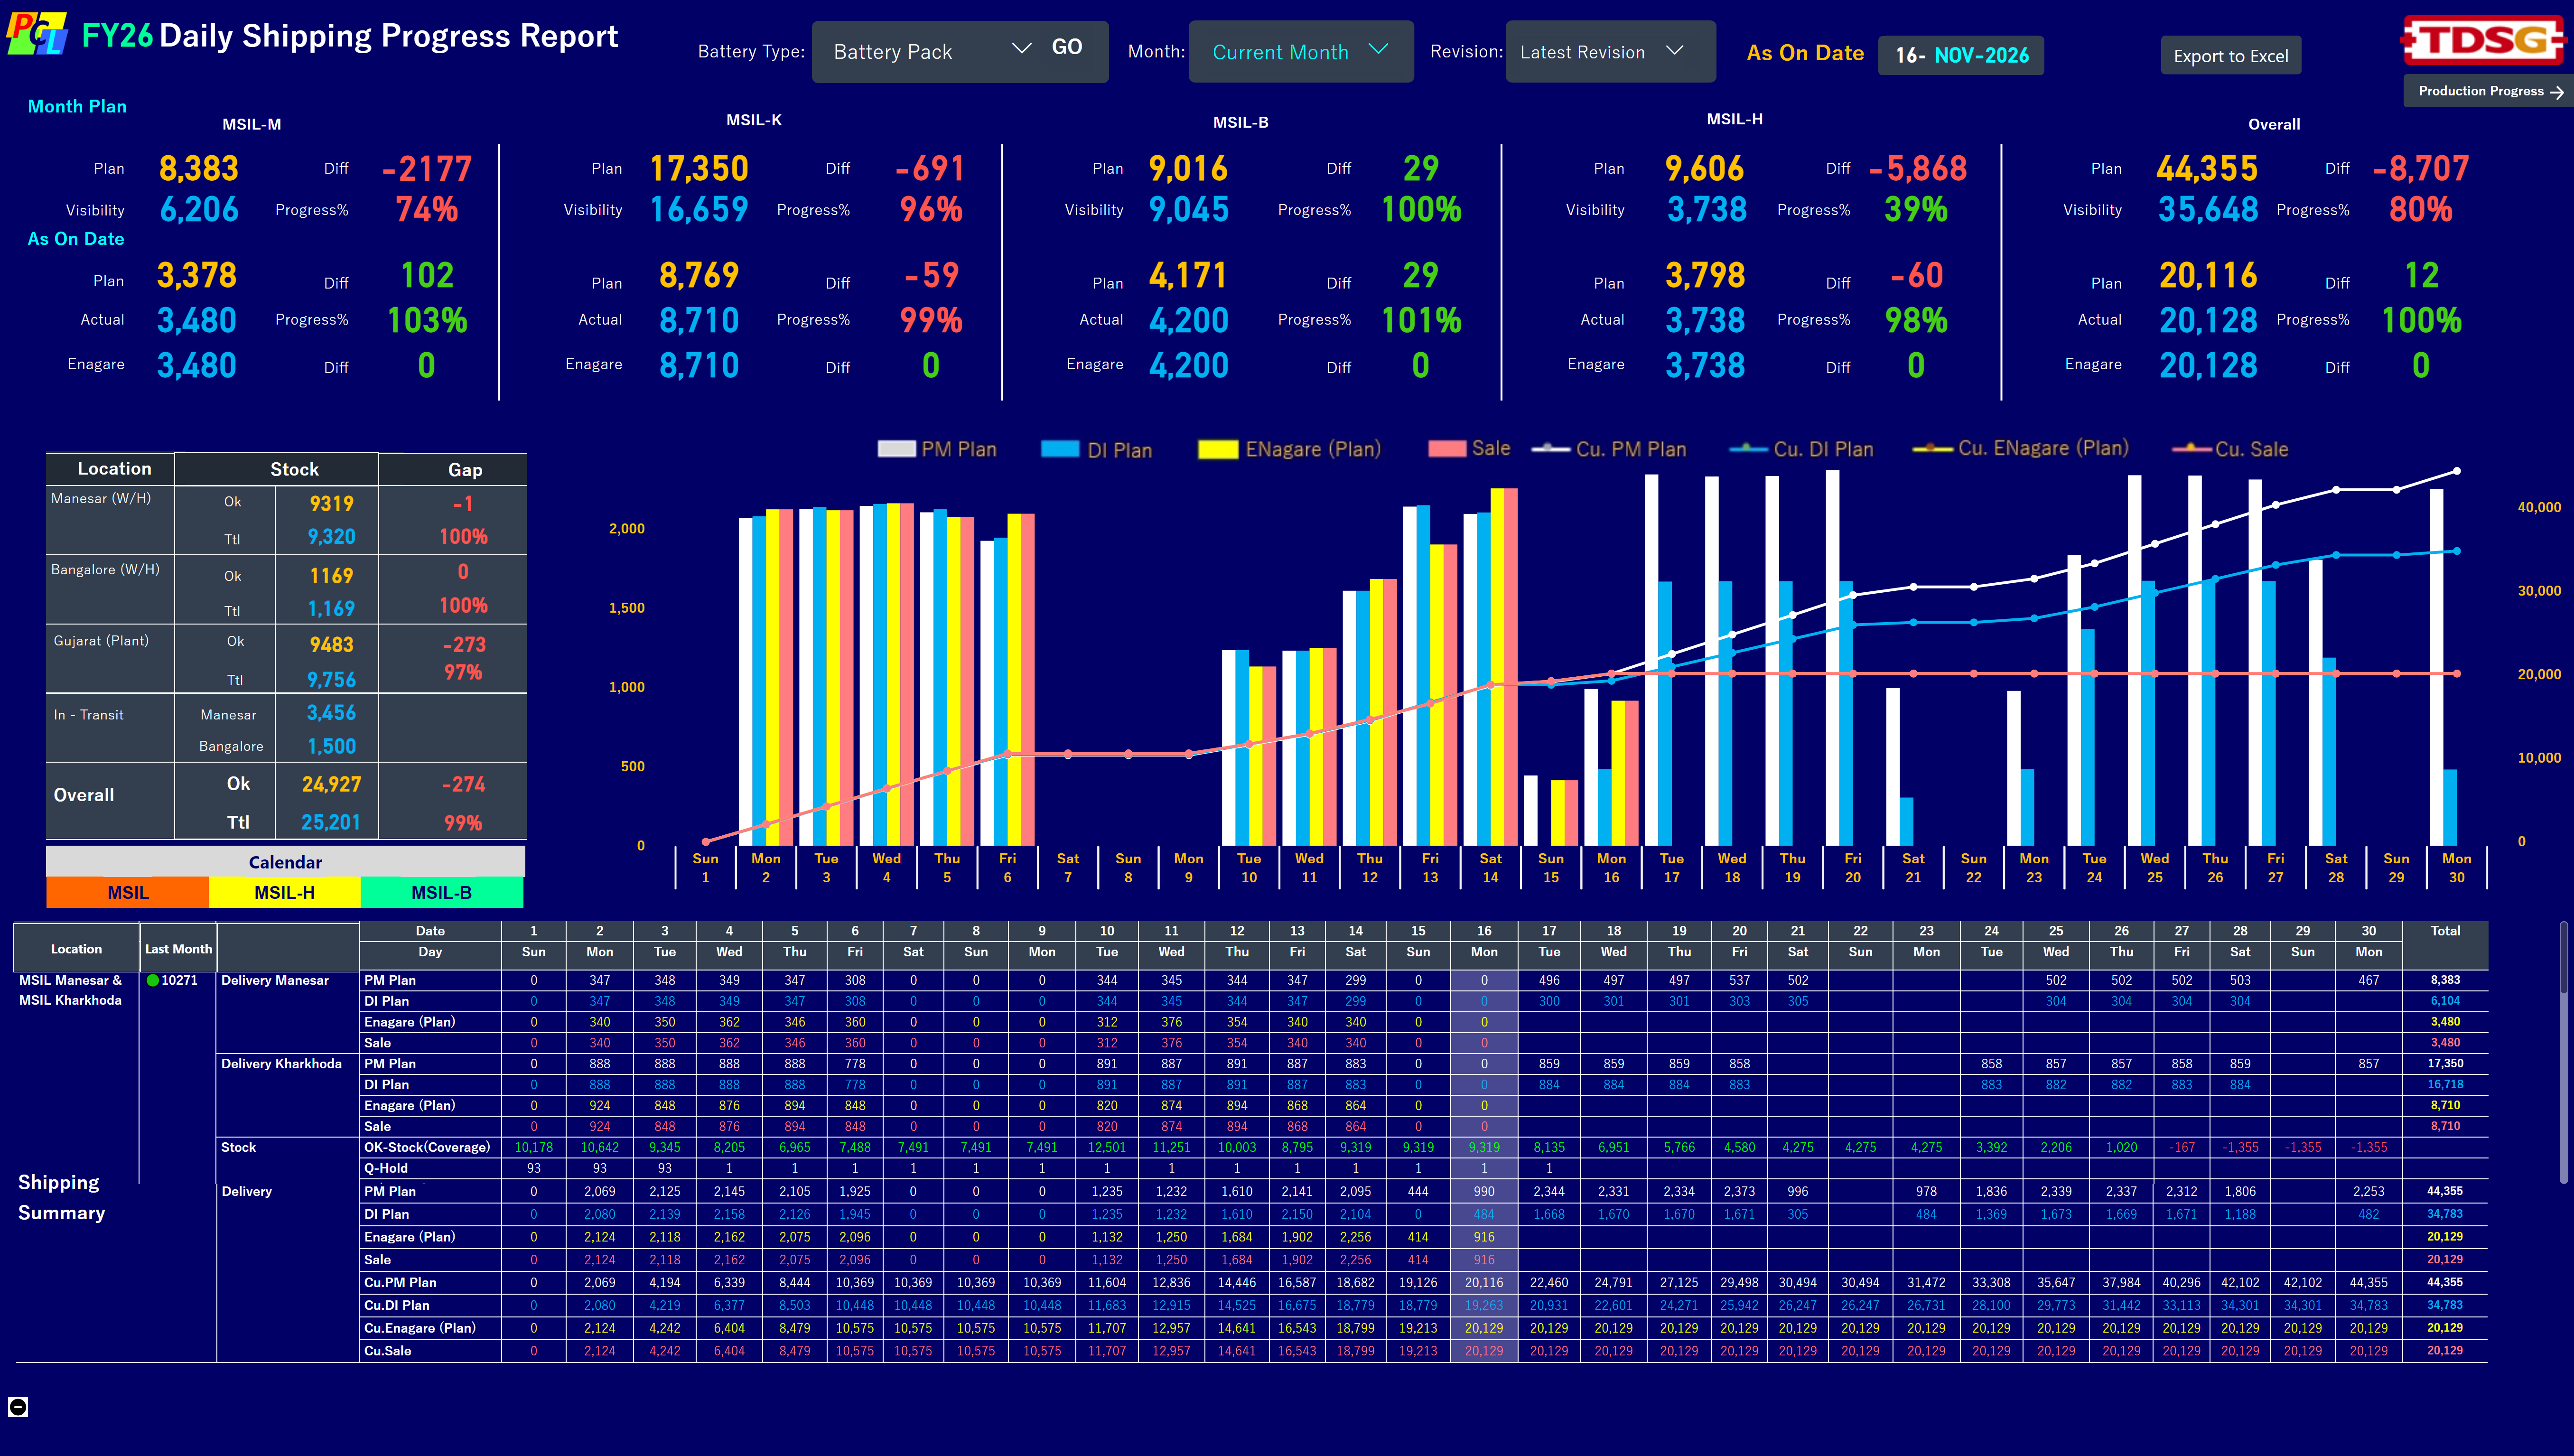 PCL FY26 Daily Shipping Progress Report
Battery Type: Battery Pack GO Month: Current Month Revision: Latest Revision As On Date 16- NOV-2026 Export to Excel TDSG
Production Progress →
Month Plan
MSIL-M MSIL-K MSIL-B MSIL-H Overall
Plan 8,383 Diff -2177 Plan 17,350 Diff -691 Plan 9,016 Diff 29 Plan 9,606 Diff -5,868 Plan 44,355 Diff -8,707
Visibility 6,206 Progress% 74% Visibility 16,659 Progress% 96% Visibility 9,045 Progress% 100% Visibility 3,738 Progress% 39% Visibility 35,648 Progress% 80%
As On Date
Plan 3,378 Diff 102 Plan 8,769 Diff -59 Plan 4,171 Diff 29 Plan 3,798 Diff -60 Plan 20,116 Diff 12
Actual 3,480 Progress% 103% Actual 8,710 Progress% 99% Actual 4,200 Progress% 101% Actual 3,738 Progress% 98% Actual 20,128 Progress% 100%
Enagare 3,480 Diff 0 Enagare 8,710 Diff 0 Enagare 4,200 Diff 0 Enagare 3,738 Diff 0 Enagare 20,128 Diff 0
Location Stock Gap
Manesar (W/H) Ok 9319 -1
Ttl 9,320 100%
Bangalore (W/H) Ok 1169 0
Ttl 1,169 100%
Gujarat (Plant) Ok 9483 -273
Ttl 9,756 97%
In - Transit Manesar 3,456
Bangalore 1,500
Overall Ok 24,927 -274
Ttl 25,201 99%
Calendar
MSIL MSIL-H MSIL-B
PM Plan DI Plan ENagare (Plan) Sale Cu. PM Plan Cu. DI Plan Cu. ENagare (Plan) Cu. Sale
2,000
1,500
1,000
500
0
40,000
30,000
20,000
10,000
0
Sun Mon Tue Wed Thu Fri Sat Sun Mon Tue Wed Thu Fri Sat Sun Mon Tue Wed Thu Fri Sat Sun Mon Tue Wed Thu Fri Sat Sun Mon
1 2 3 4 5 6 7 8 9 10 11 12 13 14 15 16 17 18 19 20 21 22 23 24 25 26 27 28 29 30
Location Last Month Date 1 2 3 4 5 6 7 8 9 10 11 12 13 14 15 16 17 18 19 20 21 22 23 24 25 26 27 28 29 30 Total
Day Sun Mon Tue Wed Thu Fri Sat Sun Mon Tue Wed Thu Fri Sat Sun Mon Tue Wed Thu Fri Sat Sun Mon Tue Wed Thu Fri Sat Sun Mon
MSIL Manesar & 10271 Delivery Manesar PM Plan 0 347 348 349 347 308 0 0 0 344 345 344 347 299 0 0 496 497 497 537 502 502 502 502 503 467 8,383
MSIL Kharkhoda DI Plan 0 347 348 349 347 308 0 0 0 344 345 344 347 299 0 0 300 301 301 303 305 304 304 304 304 6,104
Enagare (Plan) 0 340 350 362 346 360 0 0 0 312 376 354 340 340 0 0 3,480
Sale 0 340 350 362 346 360 0 0 0 312 376 354 340 340 0 0 3,480
Delivery Kharkhoda PM Plan 0 888 888 888 888 778 0 0 0 891 887 891 887 883 0 0 859 859 859 858 858 857 857 858 859 857 17,350
DI Plan 0 888 888 888 888 778 0 0 0 891 887 891 887 883 0 0 884 884 884 883 883 882 882 883 884 16,718
Enagare (Plan) 0 924 848 876 894 848 0 0 0 820 874 894 868 864 0 0 8,710
Sale 0 924 848 876 894 848 0 0 0 820 874 894 868 864 0 0 8,710
Stock OK-Stock(Coverage) 10,178 10,642 9,345 8,205 6,965 7,488 7,491 7,491 7,491 12,501 11,251 10,003 8,795 9,319 9,319 9,319 8,135 6,951 5,766 4,580 4,275 4,275 4,275 3,392 2,206 1,020 -167 -1,355 -1,355 -1,355
Q-Hold 93 93 93 1 1 1 1 1 1 1 1 1 1 1 1 1 1
Shipping Summary
Delivery PM Plan 0 2,069 2,125 2,145 2,105 1,925 0 0 0 1,235 1,232 1,610 2,141 2,095 444 990 2,344 2,331 2,334 2,373 996 978 1,836 2,339 2,337 2,312 1,806 2,253 44,355
DI Plan 0 2,080 2,139 2,158 2,126 1,945 0 0 0 1,235 1,232 1,610 2,150 2,104 0 484 1,668 1,670 1,670 1,671 305 484 1,369 1,673 1,669 1,671 1,188 482 34,783
Enagare (Plan) 0 2,124 2,118 2,162 2,075 2,096 0 0 0 1,132 1,250 1,684 1,902 2,256 414 916 20,129
Sale 0 2,124 2,118 2,162 2,075 2,096 0 0 0 1,132 1,250 1,684 1,902 2,256 414 916 20,129
Cu.PM Plan 0 2,069 4,194 6,339 8,444 10,369 10,369 10,369 10,369 11,604 12,836 14,446 16,587 18,682 19,126 20,116 22,460 24,791 27,125 29,498 30,494 30,494 31,472 33,308 35,647 37,984 40,296 42,102 42,102 44,355 44,355
Cu.DI Plan 0 2,080 4,219 6,377 8,503 10,448 10,448 10,448 10,448 11,683 12,915 14,525 16,675 18,779 18,779 19,263 20,931 22,601 24,271 25,942 26,247 26,247 26,731 28,100 29,773 31,442 33,113 34,301 34,301 34,783 34,783
Cu.Enagare (Plan) 0 2,124 4,242 6,404 8,479 10,575 10,575 10,575 10,575 11,707 12,957 14,641 16,543 18,799 19,213 20,129 20,129 20,129 20,129 20,129 20,129 20,129 20,129 20,129 20,129 20,129 20,129 20,129 20,129 20,129 20,129
Cu.Sale 0 2,124 4,242 6,404 8,479 10,575 10,575 10,575 10,575 11,707 12,957 14,641 16,543 18,799 19,213 20,129 20,129 20,129 20,129 20,129 20,129 20,129 20,129 20,129 20,129 20,129 20,129 20,129 20,129 20,129 20,129